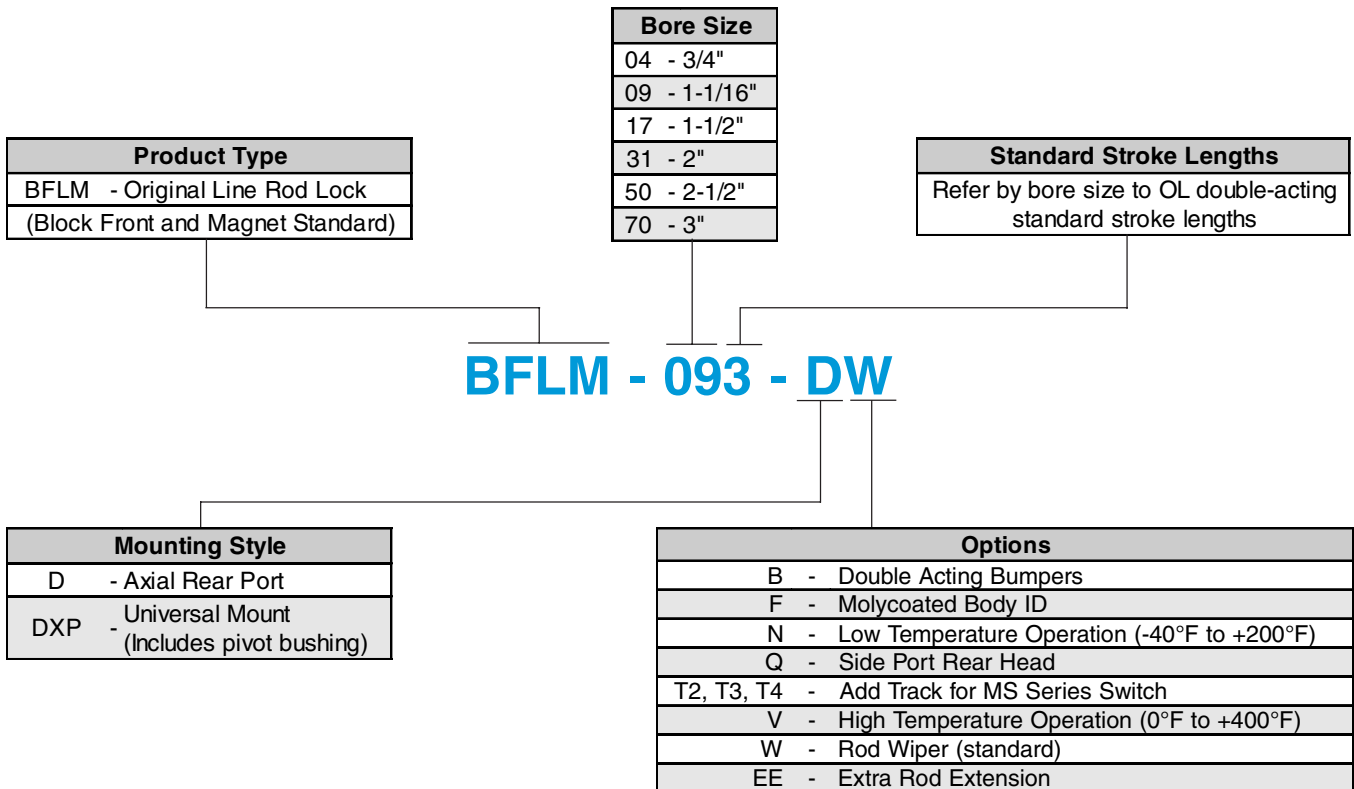 Bore Size
04 - 3/4"
09 - 1-1/16"
17 - 1-1/2"
31 - 2"
50 - 2-1/2"
70 - 3"
Product Type
BFLM - Original Line Rod Lock
(Block Front and Magnet Standard)
Standard Stroke Lengths
Refer by bore size to OL double-acting
standard stroke lengths
BFLM - 093 - DW
Mounting Style
D - Axial Rear Port
DXP - Universal Mount
(Includes pivot bushing)
Options
B - Double Acting Bumpers
F - Molycoated Body ID
N - Low Temperature Operation (-40°F to +200°F)
Q - Side Port Rear Head
T2, T3, T4 - Add Track for MS Series Switch
V - High Temperature Operation (0°F to +400°F)
W - Rod Wiper (standard)
EE - Extra Rod Extension